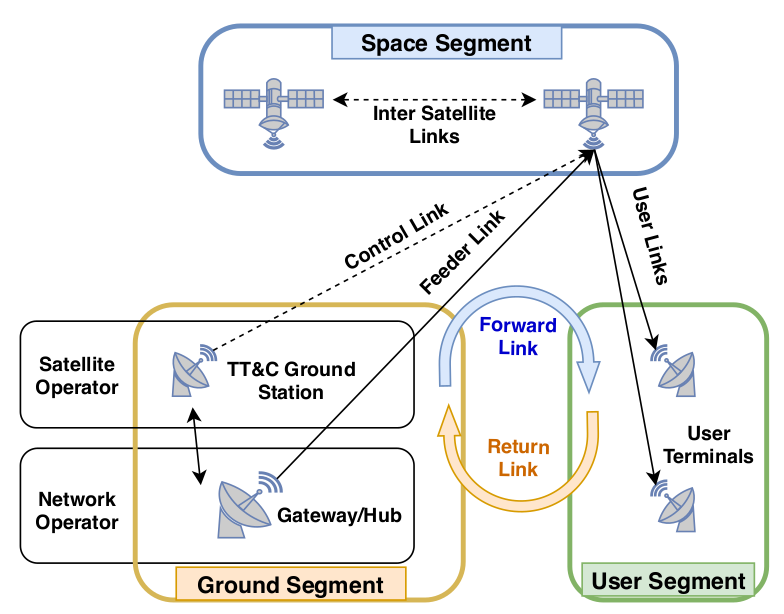 Space Segment
Inter Satellite
Links
Control Link
Feeder Link
User Links
Forward
Link
Satellite
Operator
TT&C Ground
Station
Return
Link
User
Terminals
Network
Operator
Gateway/Hub
Ground Segment
User Segment